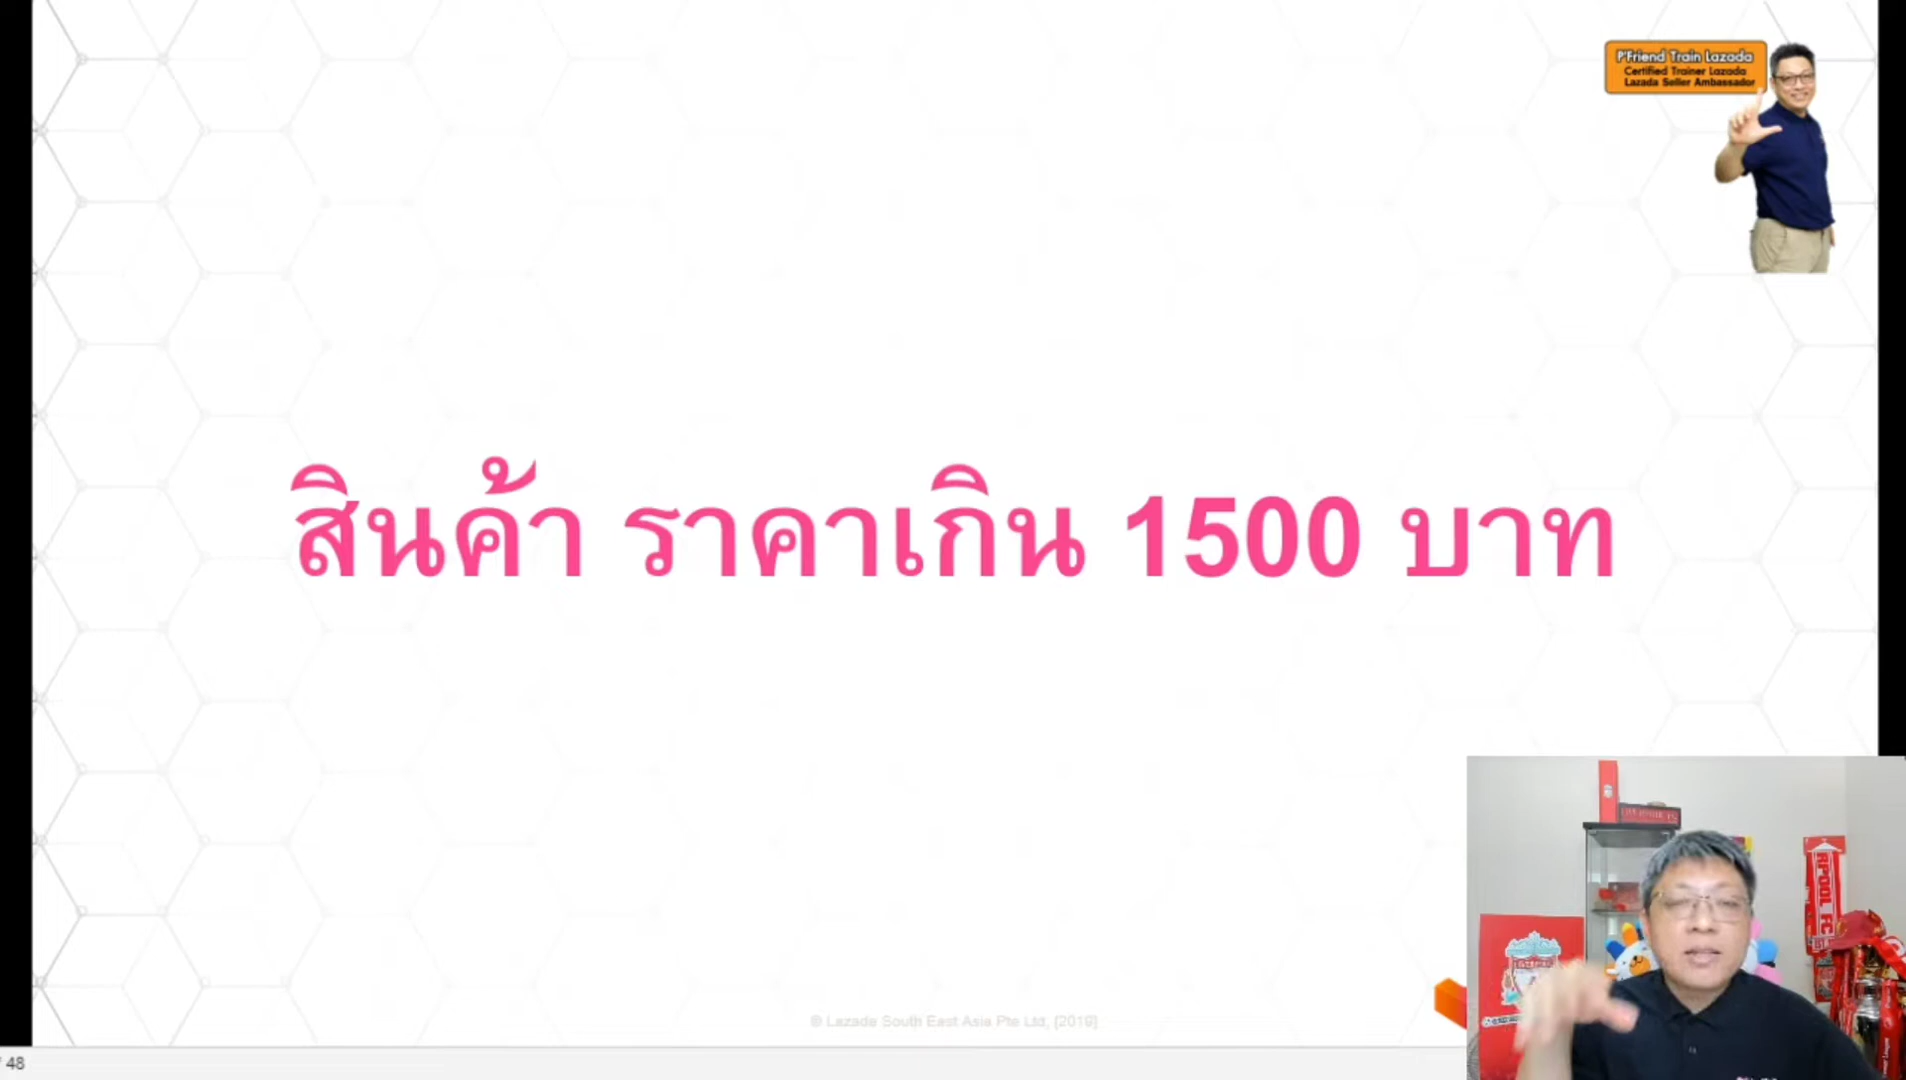 P'Friend Train Lazada
Certified Trainer Lazada
Lazada Seller Ambassador
สินค้า ราคาเกิน 1500 บาท
© Lazada South East Asia Pte Ltd, [2019]
48